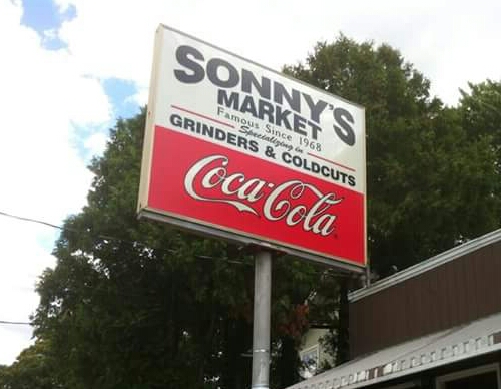 SONNY'S
MARKET
Famous Since 1968
Specializing in
GRINDERS & COLDCUTS
Coca-Cola